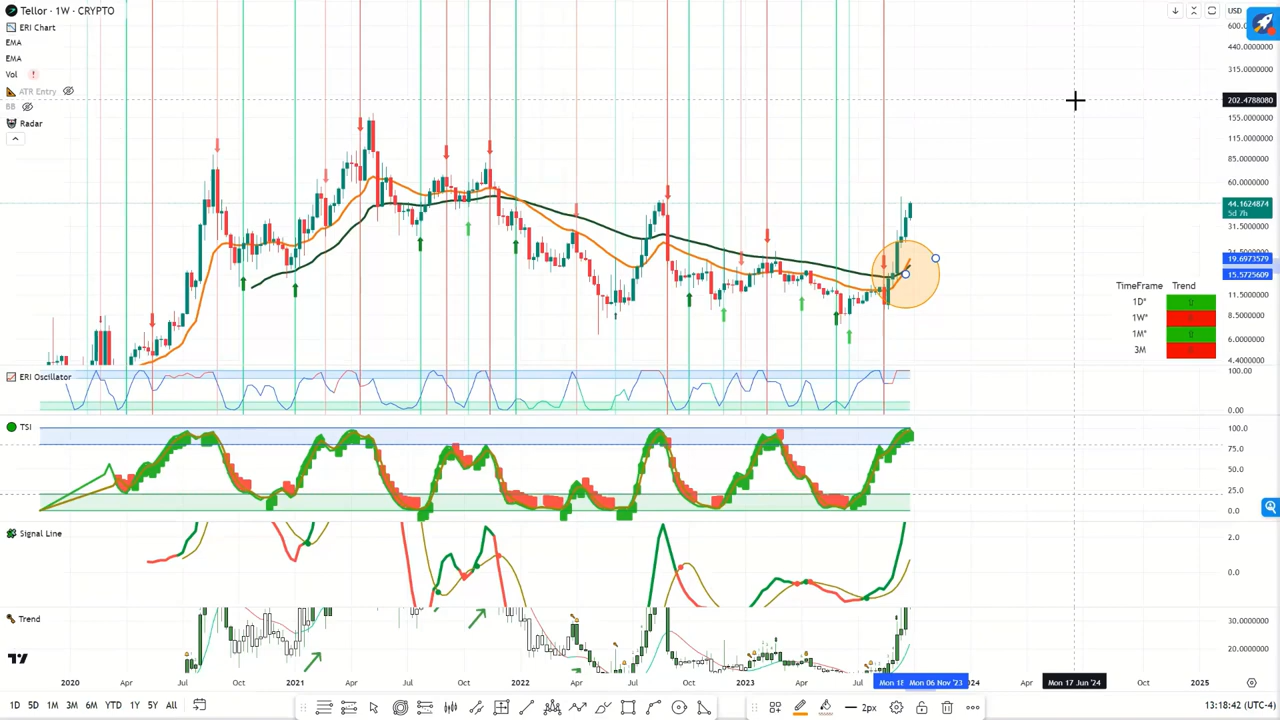 Tellor · 1W · CRYPTO
USD
ERI Chart
600.
EMA
440.0000000
EMA
315.0000000
Vol !
ATR Entry
202.4788080
BB
155.0000000
Radar
115.0000000
85.0000000
60.0000000
44.1624874
5d 7h
31.5000000
19.6973579
15.5725609
TimeFrame Trend
11.5000000
1D*
8.5000000
1W*
6.0000000
1M*
3M
4.4000000
ERI Oscillator
100.00
0.00
TSI
100.0
75.0
50.0
25.0
0.0
Signal Line
2.0
0.0
Trend
30.0000000
20.0000000
2020 Apr Jul Oct 2021 Apr Jul Oct 2022 Apr Jul Oct 2023 Apr Jul Mon 18 Mon 06 Nov '23 Apr Mon 17 Jun '24 Oct 2025
1D 5D 1M 3M 6M YTD 1Y 5Y All
2px
13:18:42 (UTC-4)